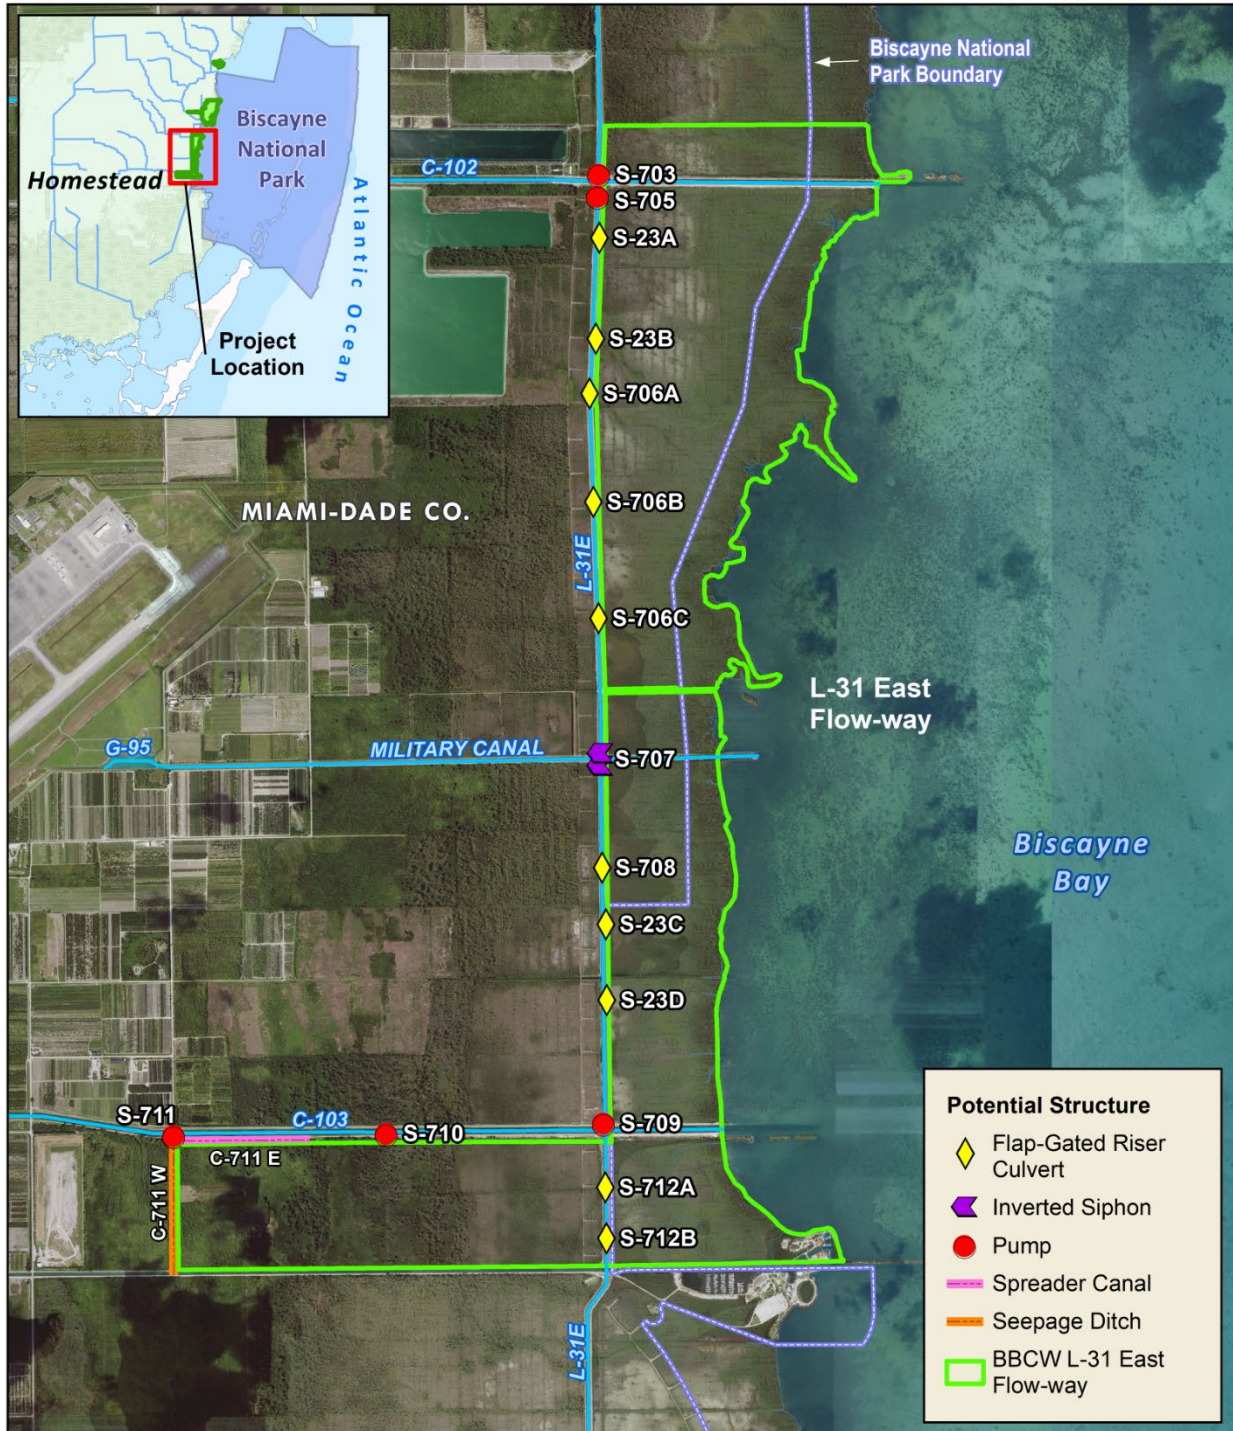 Biscayne National
Park Boundary
Biscayne
National
Park
Homestead
Atlantic Ocean
Project
Location
C-102
S-703
S-705
S-23A
S-23B
S-706A
MIAMI-DADE CO.
S-706B
L-31E
S-706C
L-31 East
Flow-way
G-95
MILITARY CANAL
S-707
Biscayne
Bay
S-708
S-23C
S-23D
S-711
C-103
S-710
S-709
C-711 E
C-711 W
S-712A
S-712B
L-31E
Potential Structure
Flap-Gated Riser
Culvert
Inverted Siphon
Pump
Spreader Canal
Seepage Ditch
BBCW L-31 East
Flow-way